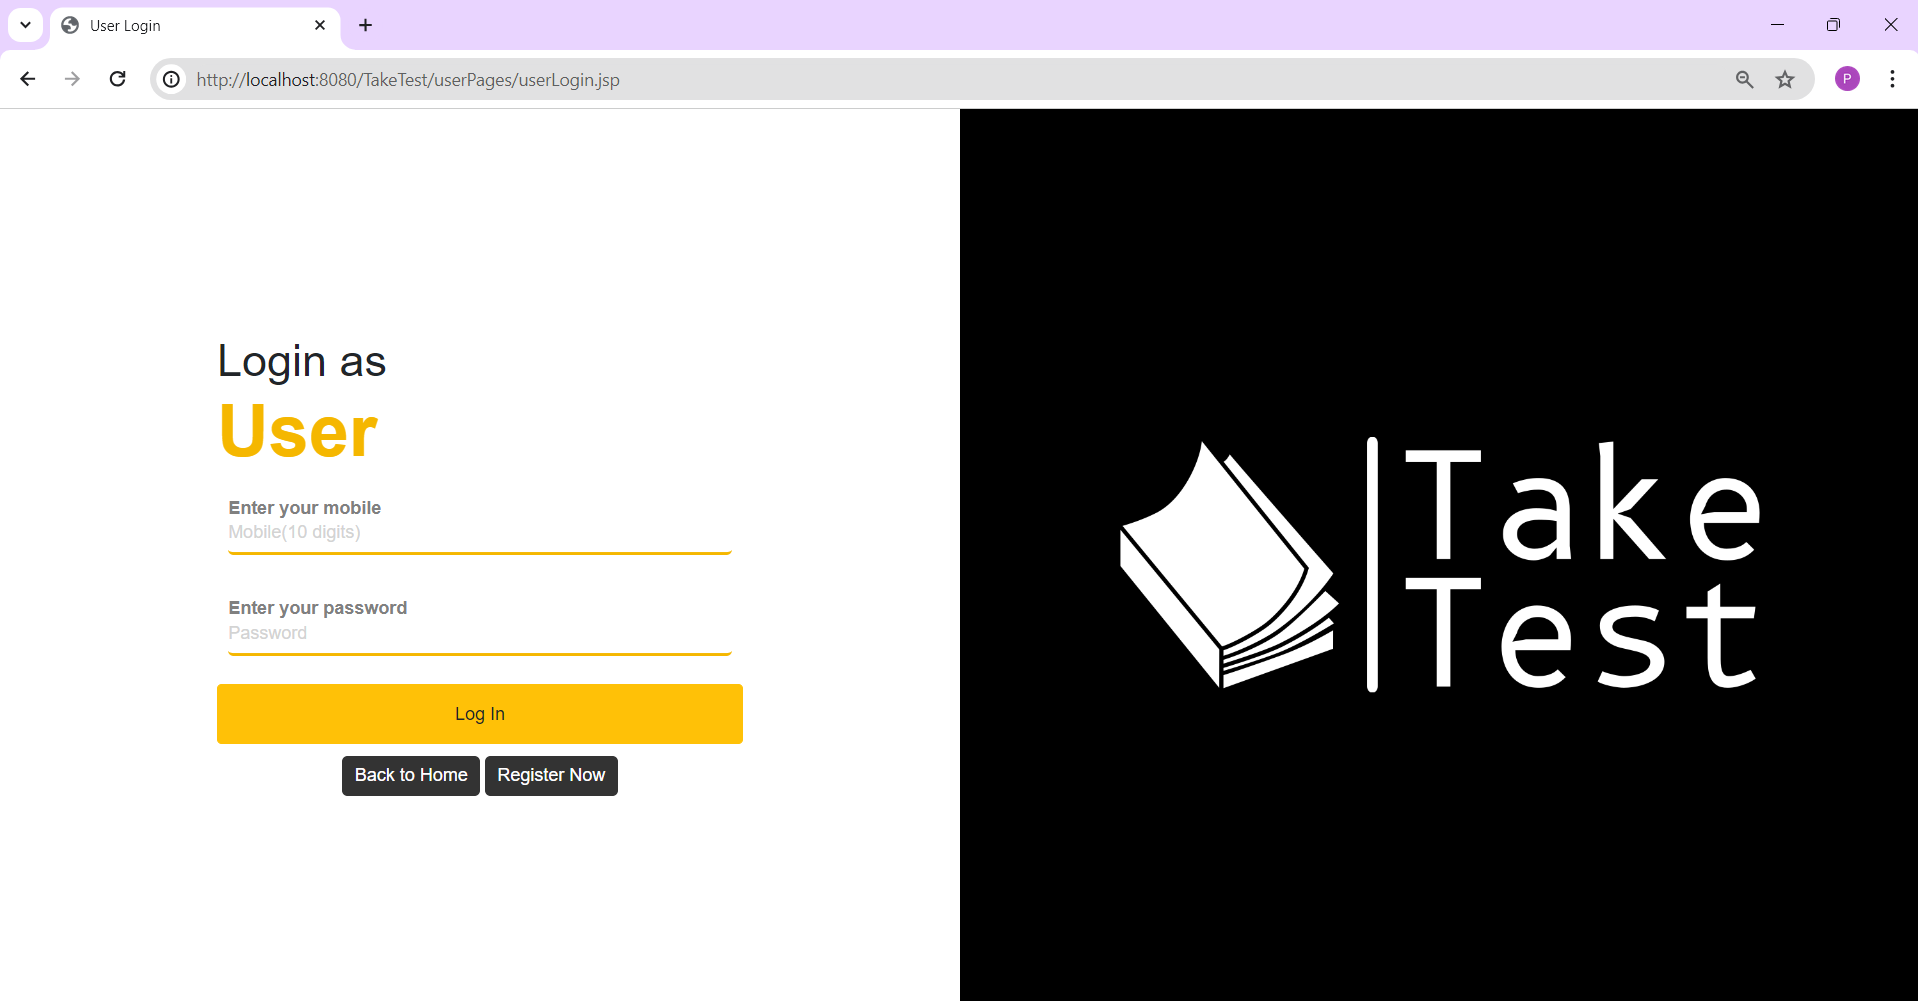 User Login
http://localhost:8080/TakeTest/userPages/userLogin.jsp
P
Login as
User
Enter your mobile
Mobile(10 digits)
Enter your password
Password
Log In
Back to Home
Register Now
Take
Test